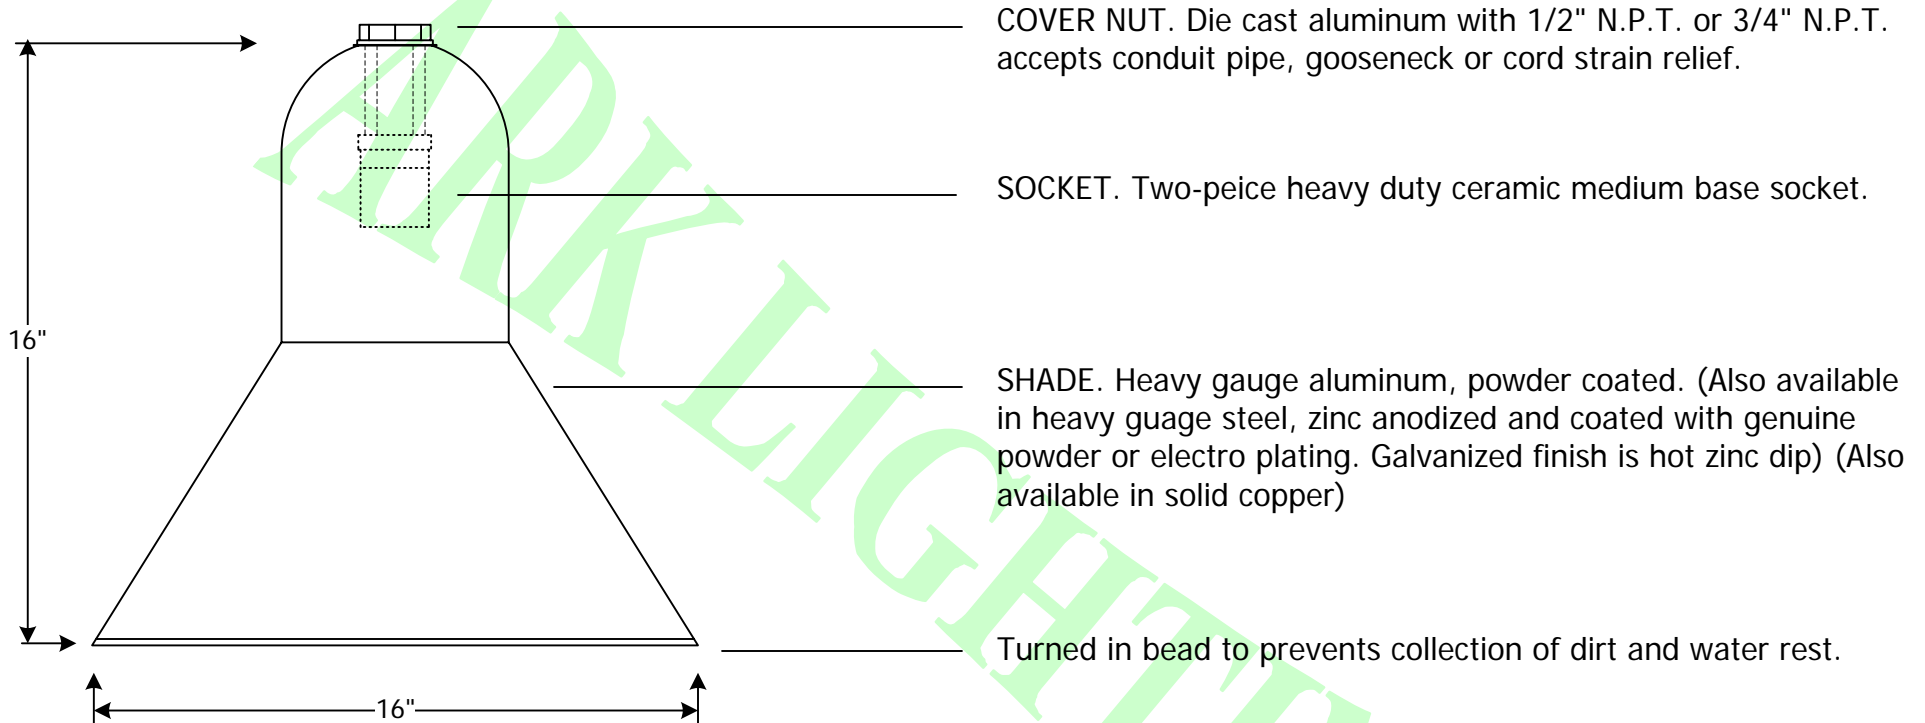 COVER NUT. Die cast aluminum with 1/2" N.P.T. or 3/4" N.P.T.
accepts conduit pipe, gooseneck or cord strain relief.
SOCKET. Two-peice heavy duty ceramic medium base socket.
16"
SHADE. Heavy gauge aluminum, powder coated. (Also available
in heavy guage steel, zinc anodized and coated with genuine
powder or electro plating. Galvanized finish is hot zinc dip) (Also
available in solid copper)
Turned in bead to prevents collection of dirt and water rest.
16"
ARK LIGHT